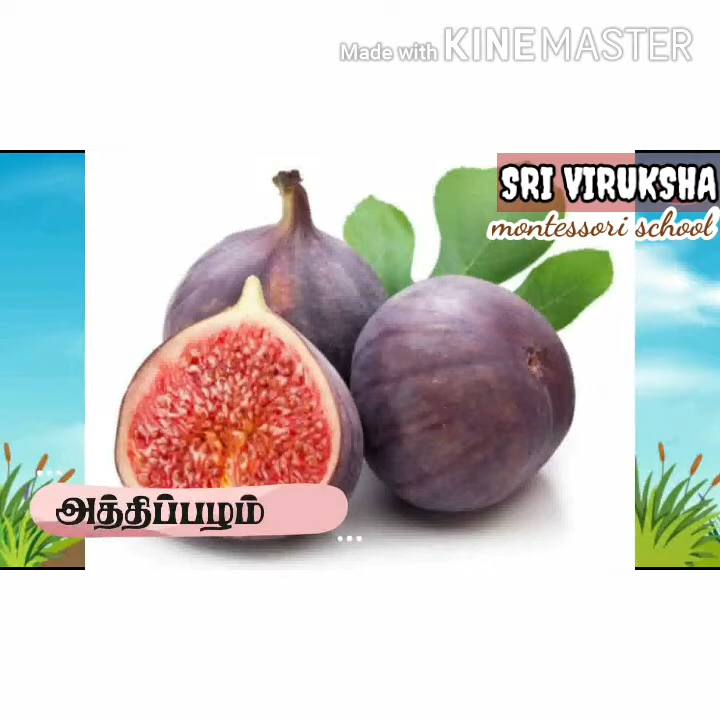 Made with KINEMASTER
SRI VIRUKSHA
montessori school
அத்திப்பழம்